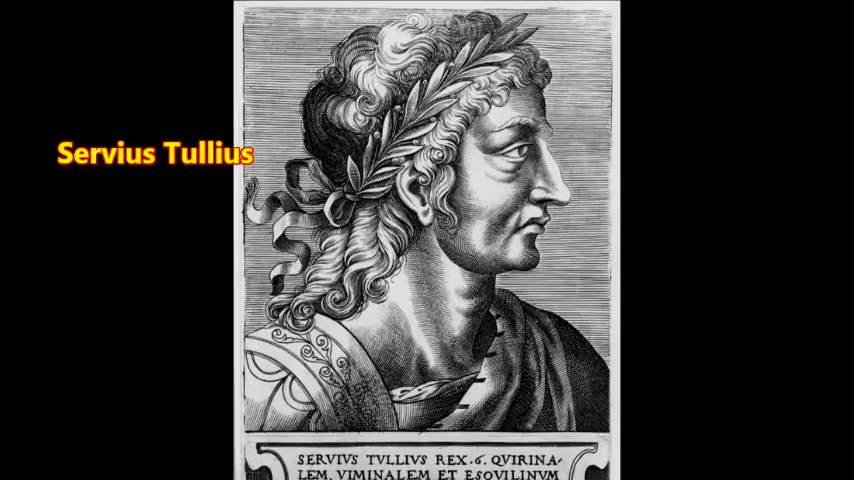 Servius Tullius
SERVIVS TVLLIVS REX.6. QVIRINA-
LEM, VIMINALEM ET ESQVILINVM